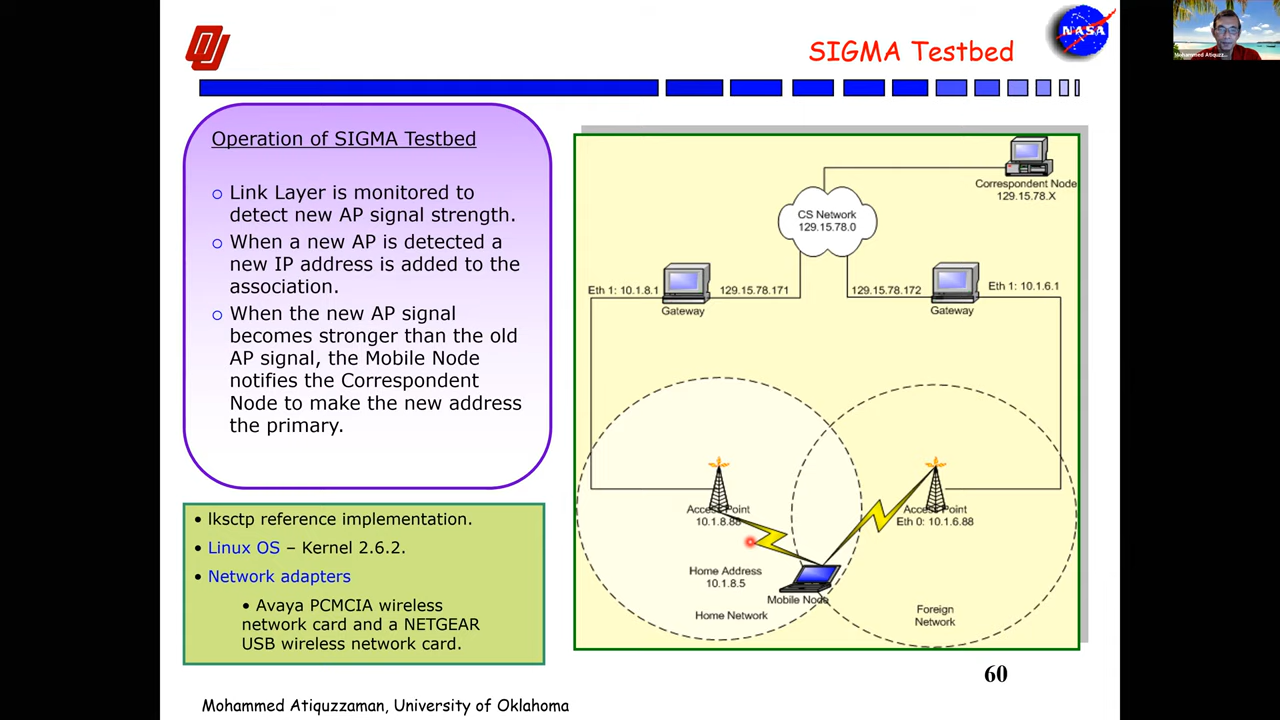 SIGMA Testbed
NASA
Mohammed Atiquzz...
Operation of SIGMA Testbed
○ Link Layer is monitored to
detect new AP signal strength.
○ When a new AP is detected a
new IP address is added to the
association.
○ When the new AP signal
becomes stronger than the old
AP signal, the Mobile Node
notifies the Correspondent
Node to make the new address
the primary.
• lksctp reference implementation.
• Linux OS – Kernel 2.6.2.
• Network adapters
• Avaya PCMCIA wireless
network card and a NETGEAR
USB wireless network card.
Correspondent Node
129.15.78.X
CS Network
129.15.78.0
Eth 1: 10.1.8.1
129.15.78.171
Gateway
129.15.78.172
Eth 1: 10.1.6.1
Gateway
Access Point
10.1.8.88
Access Point
Eth 0: 10.1.6.88
Home Address
10.1.8.5
Mobile Node
Home Network
Foreign
Network
60
Mohammed Atiquzzaman, University of Oklahoma